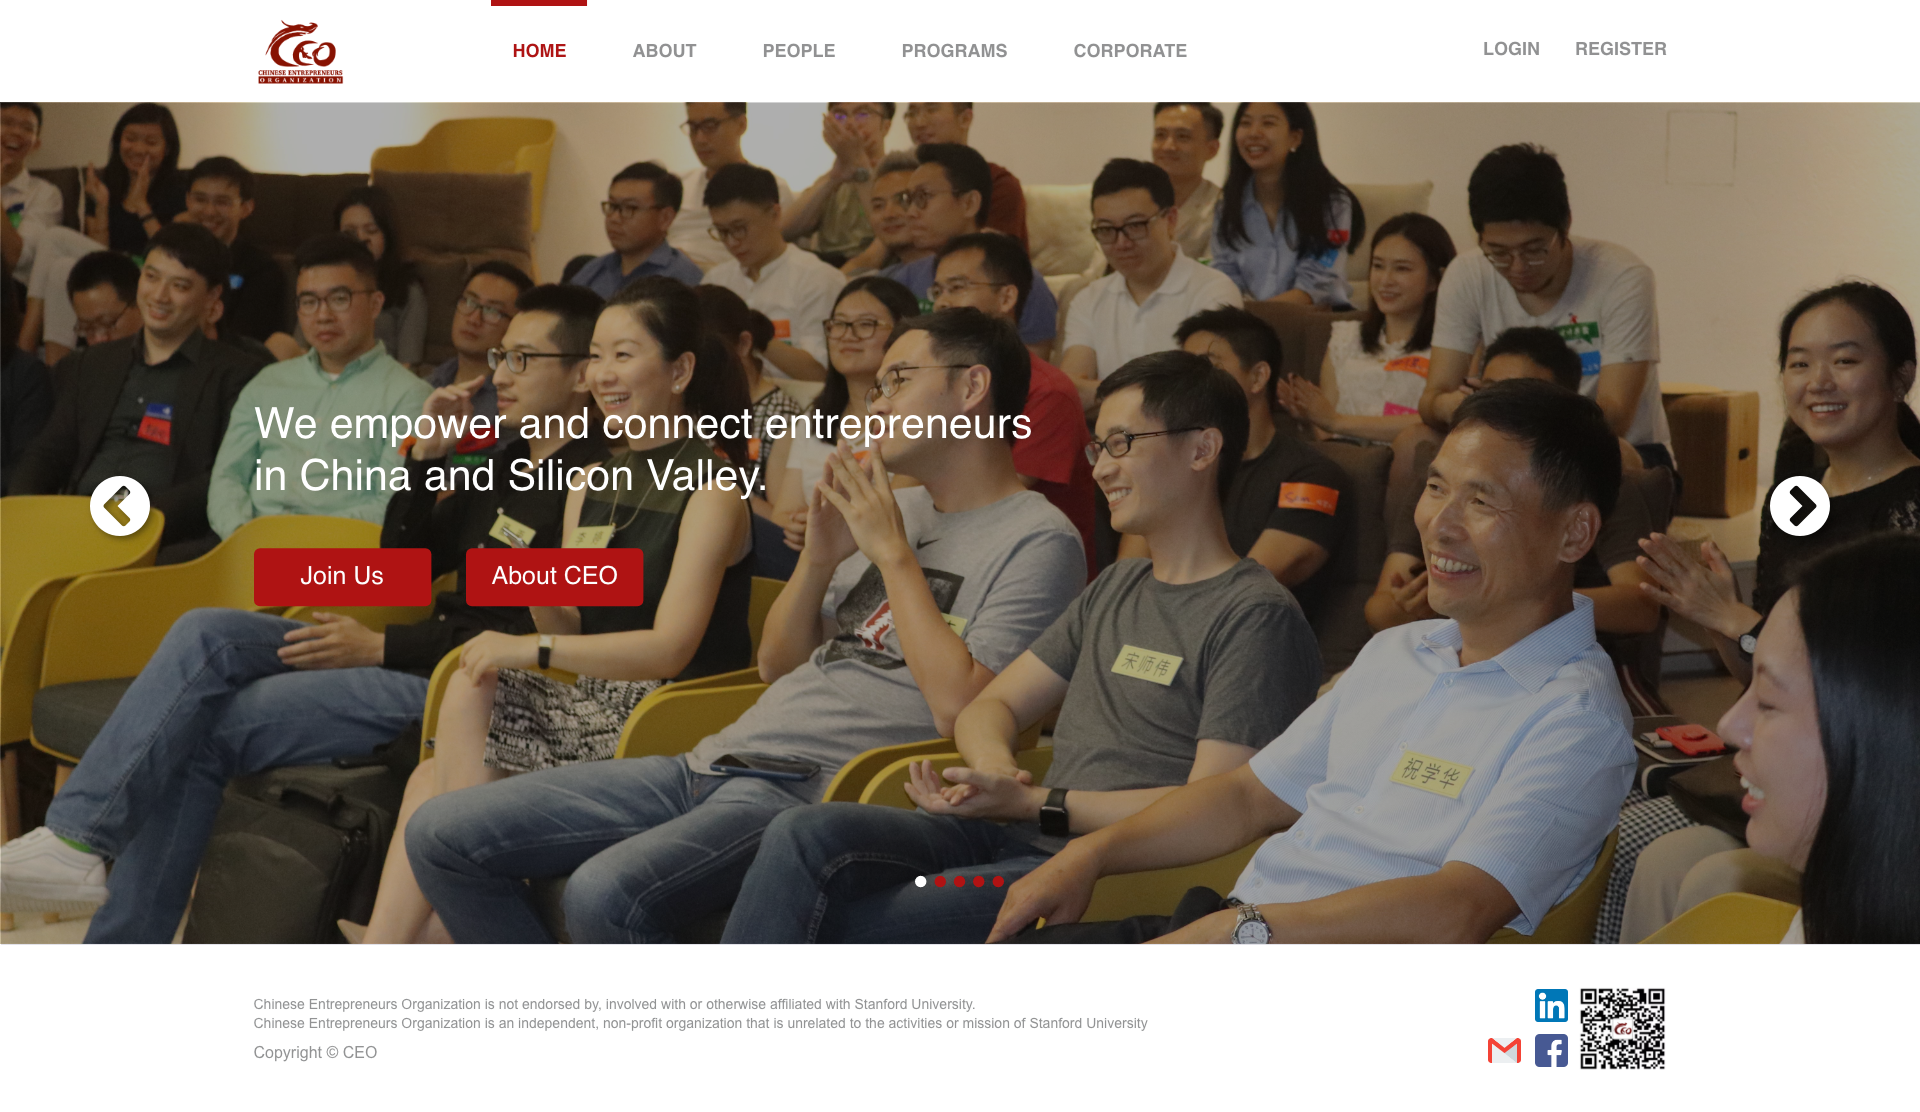 CEO
CHINESE ENTREPRENEURS
ORGANIZATION
HOME
ABOUT
PEOPLE
PROGRAMS
CORPORATE
LOGIN
REGISTER
We empower and connect entrepreneurs
in China and Silicon Valley.
Join Us
About CEO
宋师伟
祝学华
Chinese Entrepreneurs Organization is not endorsed by, involved with or otherwise affiliated with Stanford University.
Chinese Entrepreneurs Organization is an independent, non-profit organization that is unrelated to the activities or mission of Stanford University
Copyright © CEO
in
f
CEO